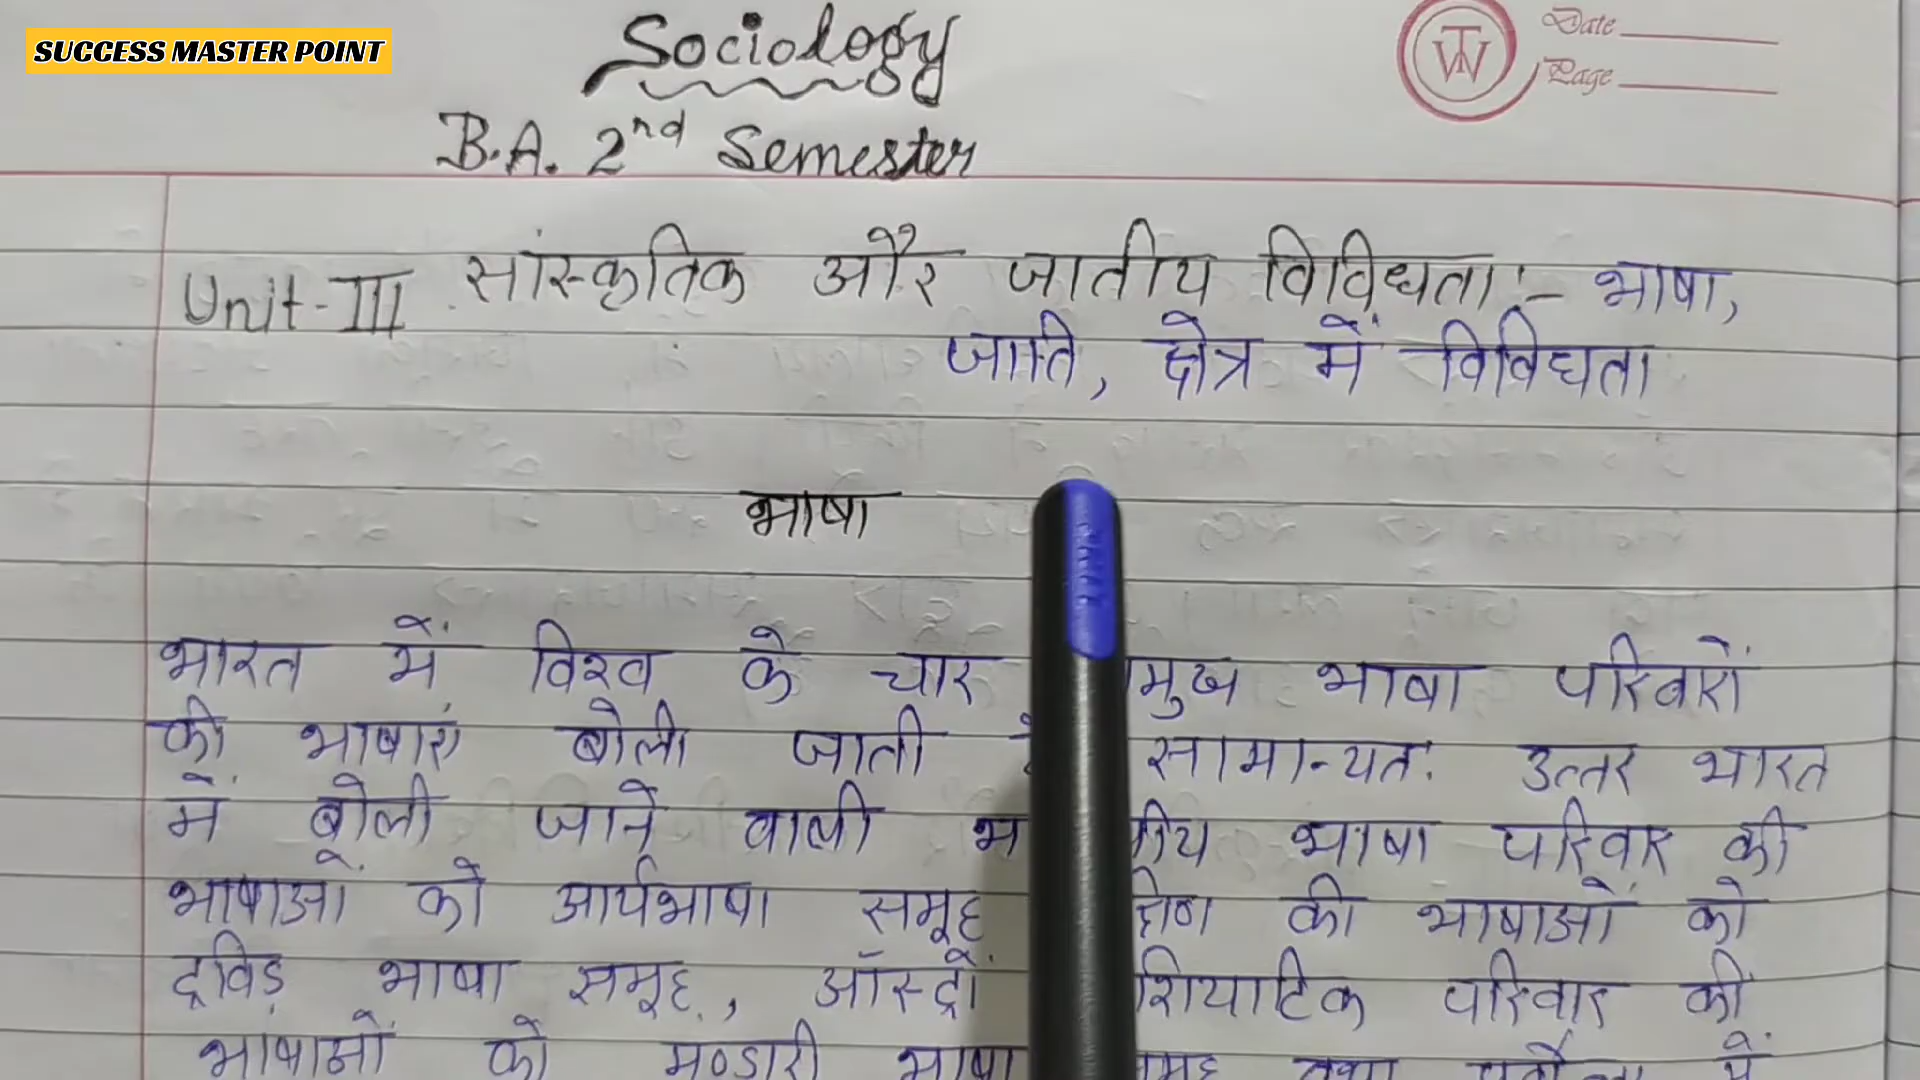 SUCCESS MASTER POINT
Sociology
Date
Page
B.A. 2nd Semester
Unit-III सांस्कृतिक और जातीय विविधता :- भाषा,
जाति, क्षेत्र में विविधता
भाषा
भारत में विश्व के चार मुख भाषा परिवारों
की भाषाएं बोली जाती सामान्यतः उत्तर भारत
में बोली जाने वाली भाषा परिवार की
भाषाओं को आर्यभाषा समूह की भाषाओं को
द्रविड़ भाषा समूह, ऑस्ट्रों शियाटिक परिवार की
भाषाओं को मुण्डारी भाषा